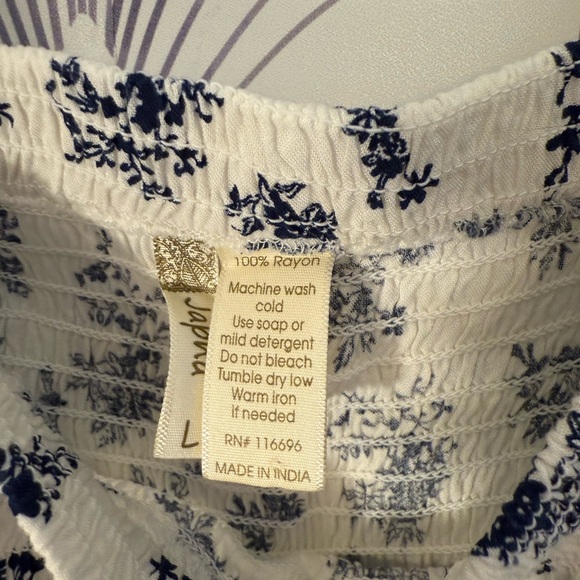 Japna
L
100% Rayon
Machine wash
cold
Use soap or
mild detergent
Do not bleach
Tumble dry low
Warm iron
if needed
RN# 116696
MADE IN INDIA